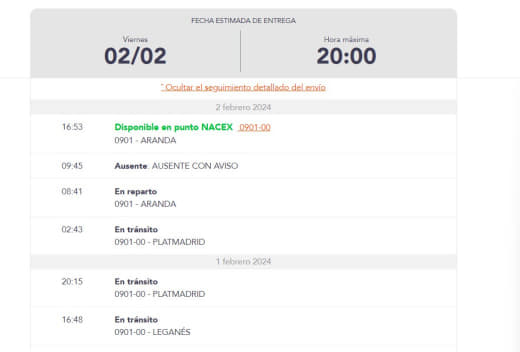 FECHA ESTIMADA DE ENTREGA
Viernes
02/02
Hora máxima
20:00
ˆ Ocultar el seguimiento detallado del envío
2 febrero 2024
16:53 Disponible en punto NACEX 0901-00
0901 - ARANDA
09:45 Ausente: AUSENTE CON AVISO
08:41 En reparto
0901 - ARANDA
02:43 En tránsito
0901-00 - PLATMADRID
1 febrero 2024
20:15 En tránsito
0901-00 - PLATMADRID
16:48 En tránsito
0901-00 - LEGANÉS